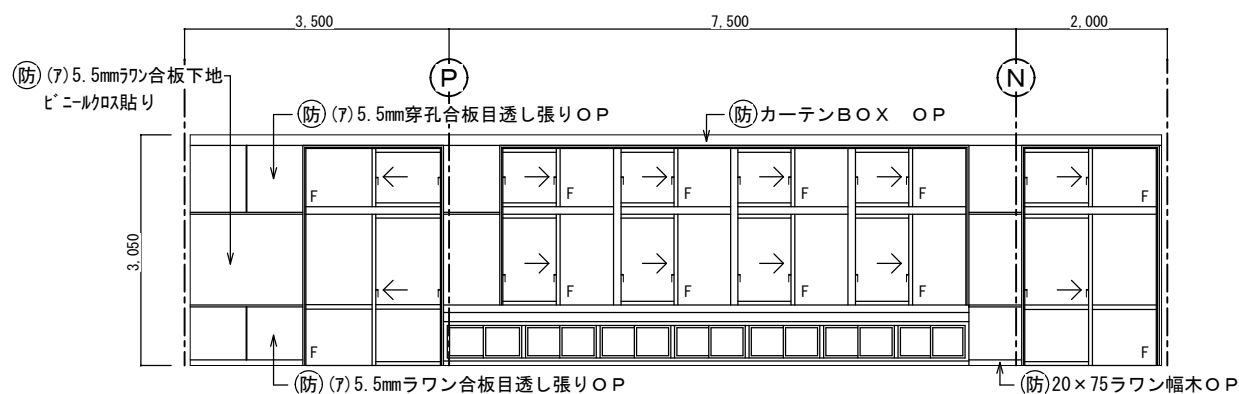 3,500
7,500
2,000
P
N
防 (ｱ)5.5mmﾗﾜﾝ合板下地
ﾋﾞﾆｰﾙｸﾛｽ貼り
防 (ｱ)5.5mm穿孔合板目透し張りＯＰ
防 カーテンＢＯＸ　ＯＰ
3,050
F
F
F
F
F
F
F
F
F
F
F
F
F
防 (ｱ)5.5mmラワン合板目透し張りＯＰ
防 20×75ラワン幅木ＯＰ